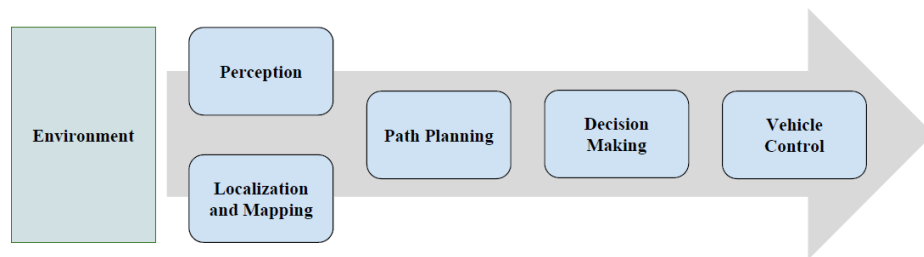 Environment
Perception
Localization
and Mapping
Path Planning
Decision
Making
Vehicle
Control